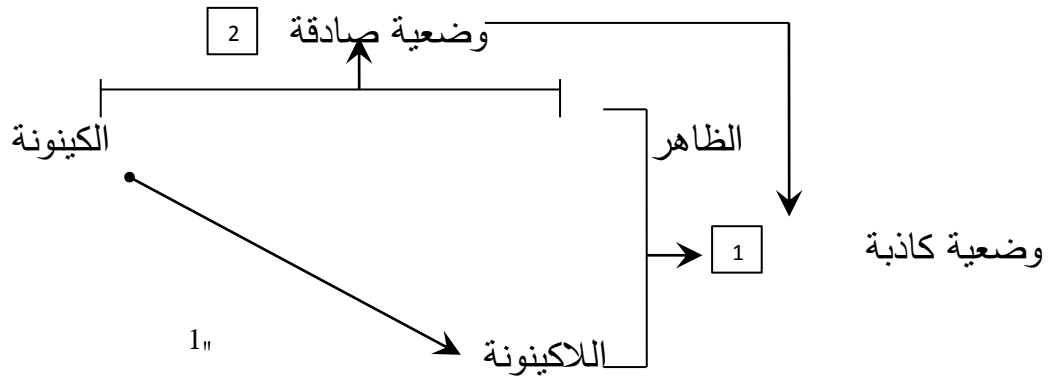 وضعية صادقة 2
الكينونة
الظاهر
وضعية كاذبة 1
1"
اللاكينونة